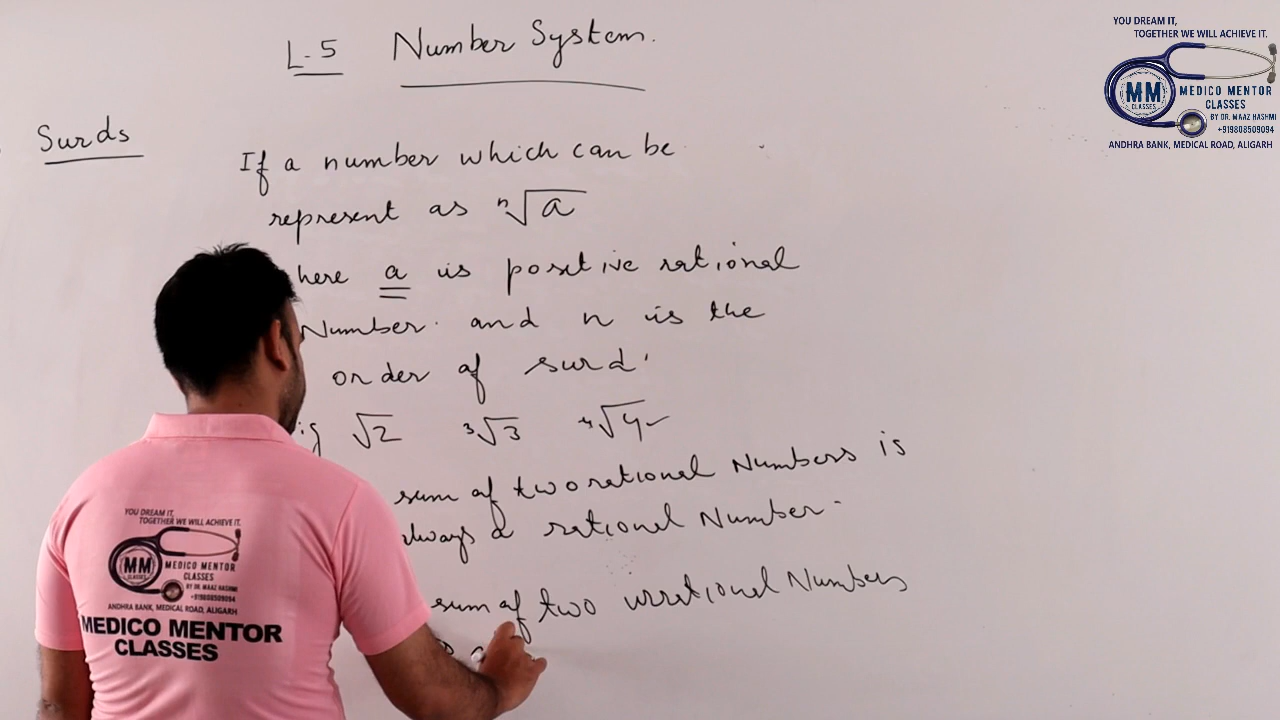 L-5 Number System.
Surds
If a number which can be
represent as ⁿ√a
here a is positive rational
Number. and n is the
order of surd.
√2 ³√3 ⁴√4
sum of two rational Numbers is
always a rational Number.
sum of two irrational Numbers
YOU DREAM IT,
TOGETHER WE WILL ACHIEVE IT.
MM
CLASSES
MEDICO MENTOR
CLASSES
BY DR. MAAZ HASHMI
+919808509094
ANDHRA BANK, MEDICAL ROAD, ALIGARH
YOU DREAM IT,
TOGETHER WE WILL ACHIEVE IT.
MM
CLASSES
MEDICO MENTOR
CLASSES
BY DR. MAAZ HASHMI
+919808509094
ANDHRA BANK, MEDICAL ROAD, ALIGARH
MEDICO MENTOR
CLASSES